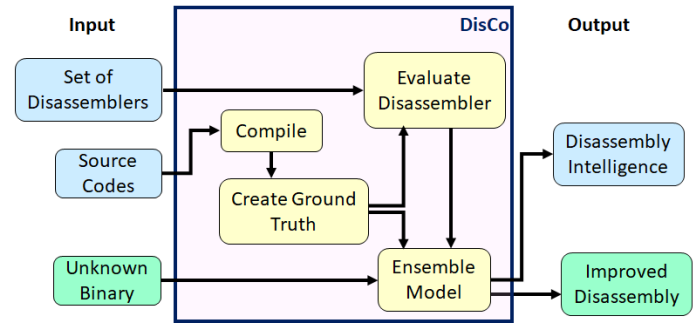 Input
DisCo
Output
Set of
Disassemblers
Evaluate
Disassembler
Compile
Source
Codes
Disassembly
Intelligence
Create Ground
Truth
Unknown
Binary
Ensemble
Model
Improved
Disassembly